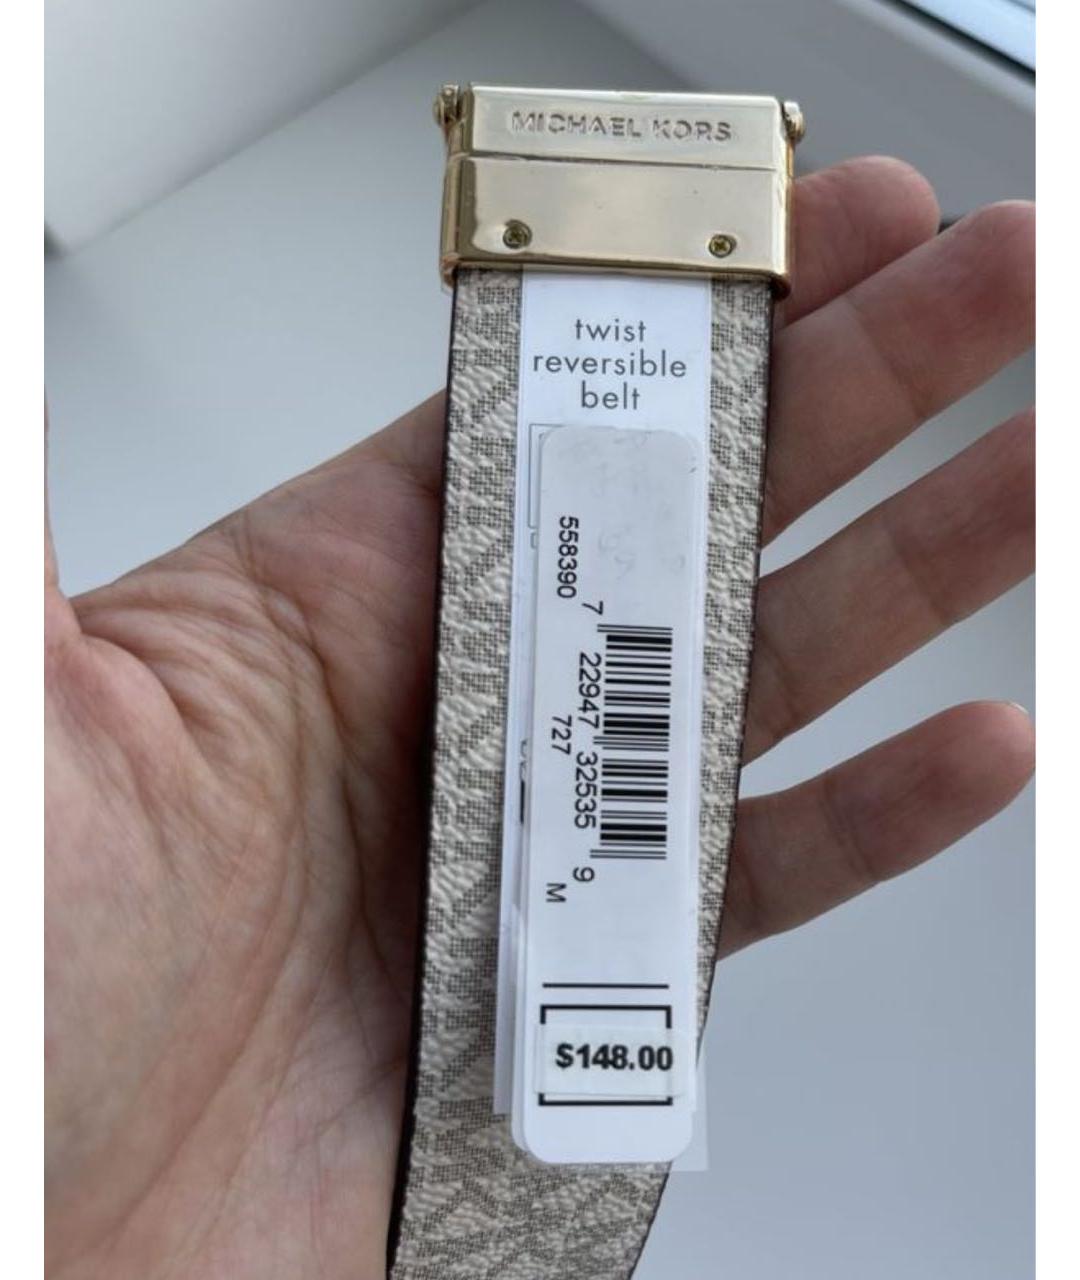 MICHAEL KORS
twist
reversible
belt
558390
7 22947 32535 9
727
M
$148.00